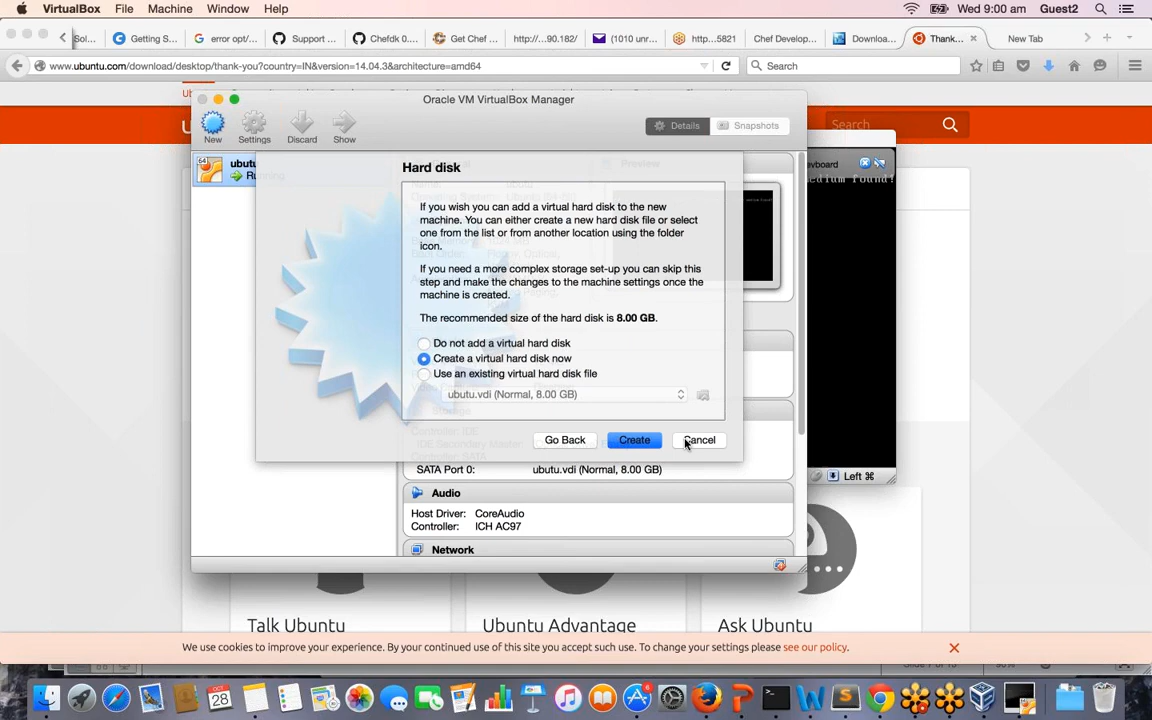 VirtualBox File Machine Window Help Wed 9:00 am Guest2
Sol... Getting S... error opt/... Support ... Chefdk 0.... Get Chef ... http:/...90.182/ (1010 unr... http...5821 Chef Develop... Downloa... Thank... New Tab
www.ubuntu.com/download/desktop/thank-you?country=IN&version=14.04.3&architecture=amd64 Search
Oracle VM VirtualBox Manager
Search
New Settings Discard Show Details Snapshots
64 ubutu
Hard disk
If you wish you can add a virtual hard disk to the new
machine. You can either create a new hard disk file or select
one from the list or from another location using the folder
icon.
If you need a more complex storage set-up you can skip this
step and make the changes to the machine settings once the
machine is created.
The recommended size of the hard disk is 8.00 GB.
Do not add a virtual hard disk
Create a virtual hard disk now
Use an existing virtual hard disk file
ubutu.vdi (Normal, 8.00 GB)
Storage
Go Back Create Cancel
SATA Port 0: ubutu.vdi (Normal, 8.00 GB)
Left ⌘
Audio
Host Driver: CoreAudio
Controller: ICH AC97
Network
Talk Ubuntu Ubuntu Advantage Ask Ubuntu
We use cookies to improve your experience. By your continued use of this site you accept such use. To change your settings please see our policy.